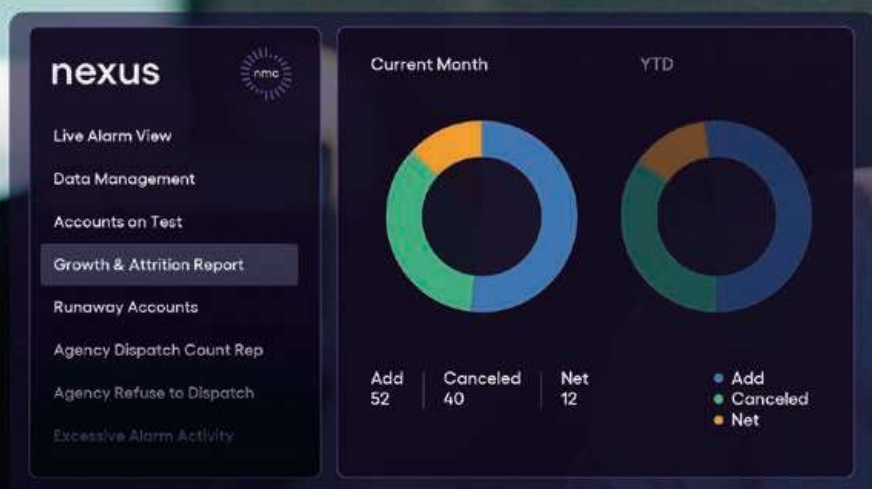 nexus
nmc
Live Alarm View
Data Management
Accounts on Test
Growth & Attrition Report
Runaway Accounts
Agency Dispatch Count Rep
Agency Refuse to Dispatch
Excessive Alarm Activity
Current Month
YTD
Add
52
Canceled
40
Net
12
Add
Canceled
Net